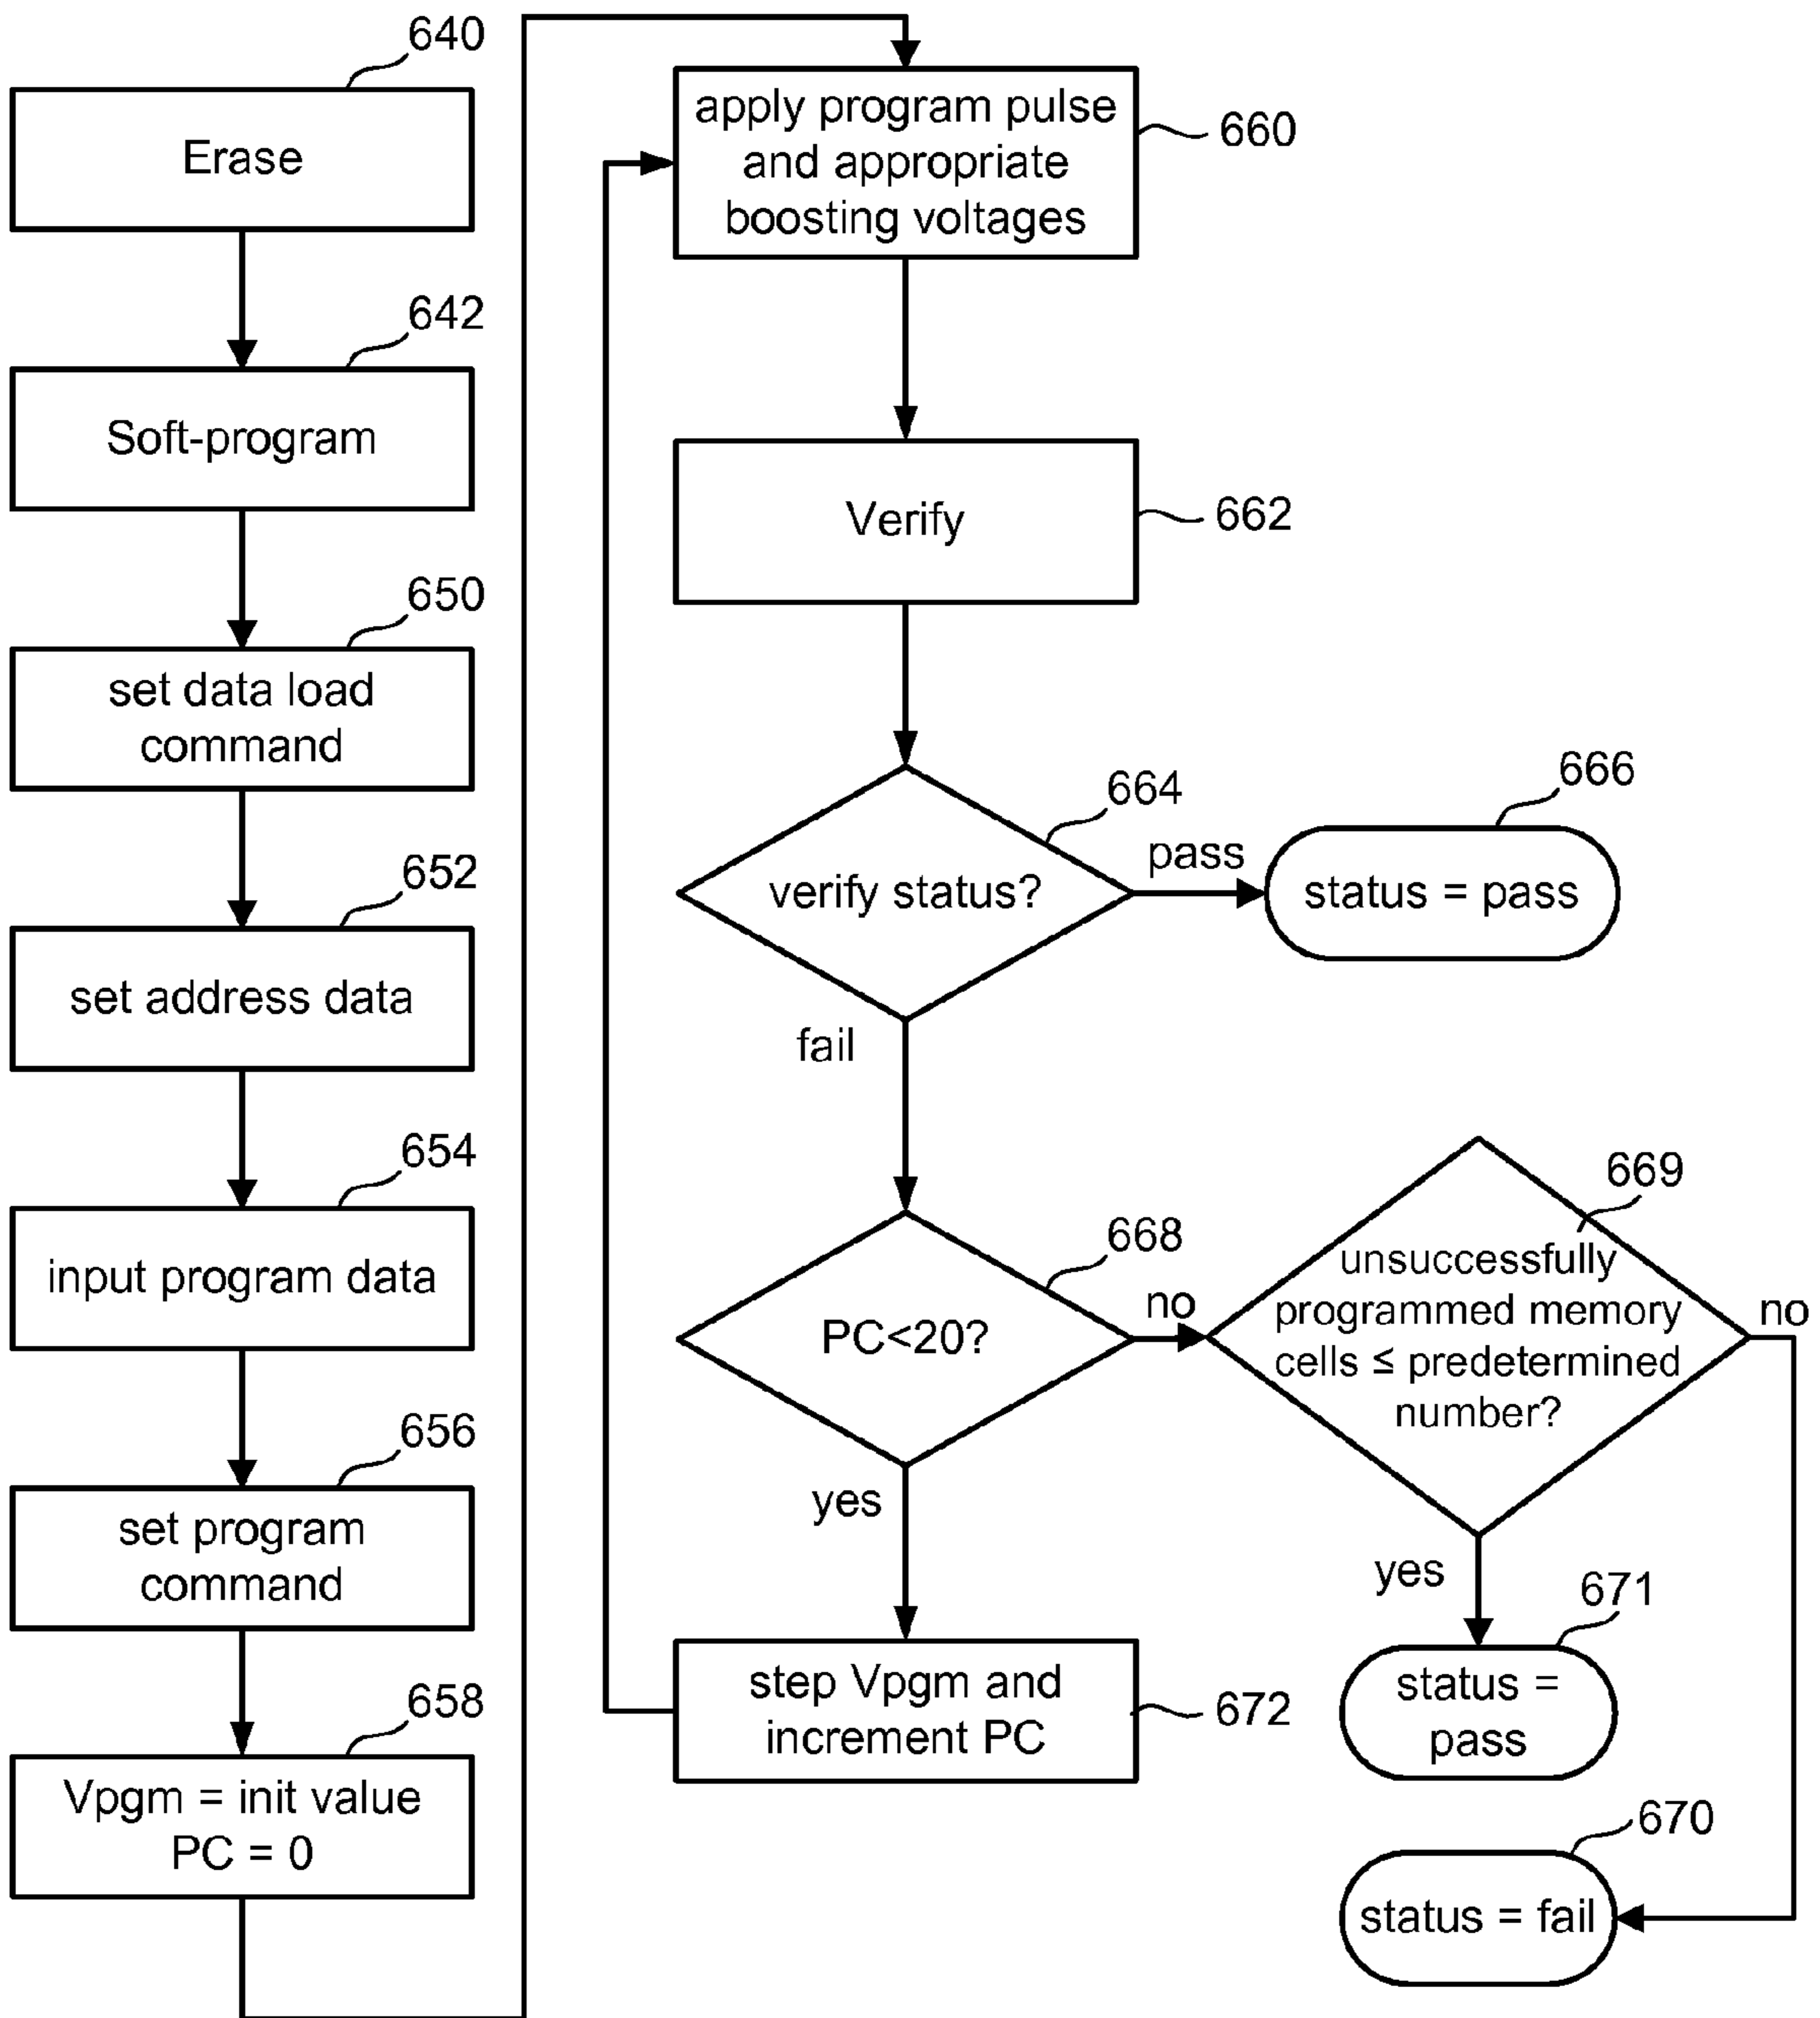 640
Erase
642
Soft-program
650
set data load
command
652
set address data
654
input program data
656
set program
command
658
Vpgm = init value
PC = 0
apply program pulse
and appropriate
boosting voltages
660
Verify
662
664
verify status?
pass
666
status = pass
fail
668
PC<20?
no
669
unsuccessfully
programmed memory
cells ≤ predetermined
number?
no
yes
yes
671
status =
pass
step Vpgm and
increment PC
672
670
status = fail